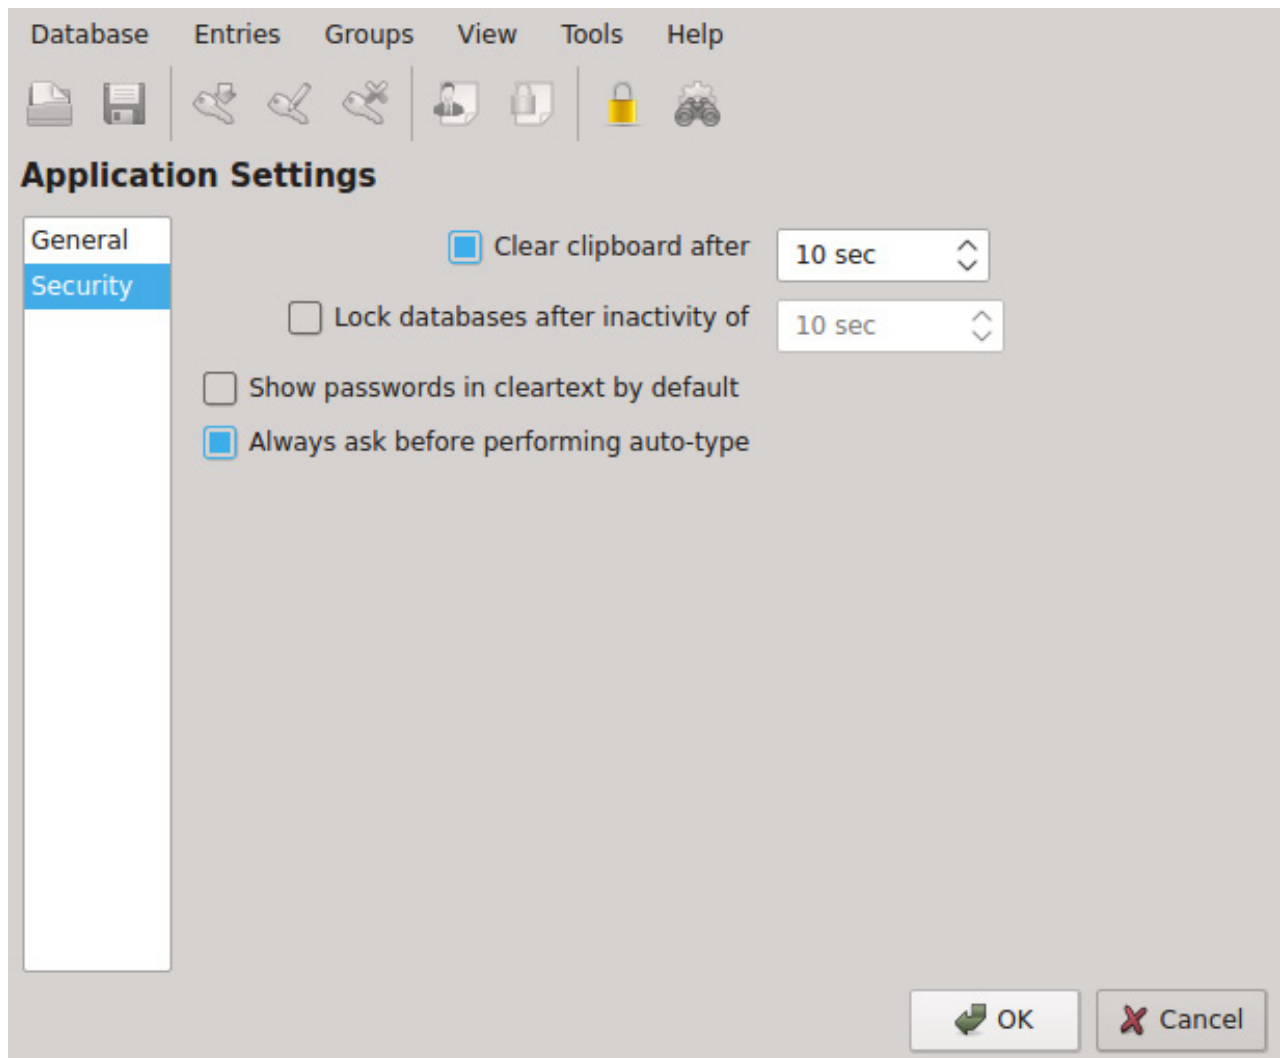 Database Entries Groups View Tools Help
Application Settings
General
Security
Clear clipboard after 10 sec
Lock databases after inactivity of 10 sec
Show passwords in cleartext by default
Always ask before performing auto-type
OK Cancel